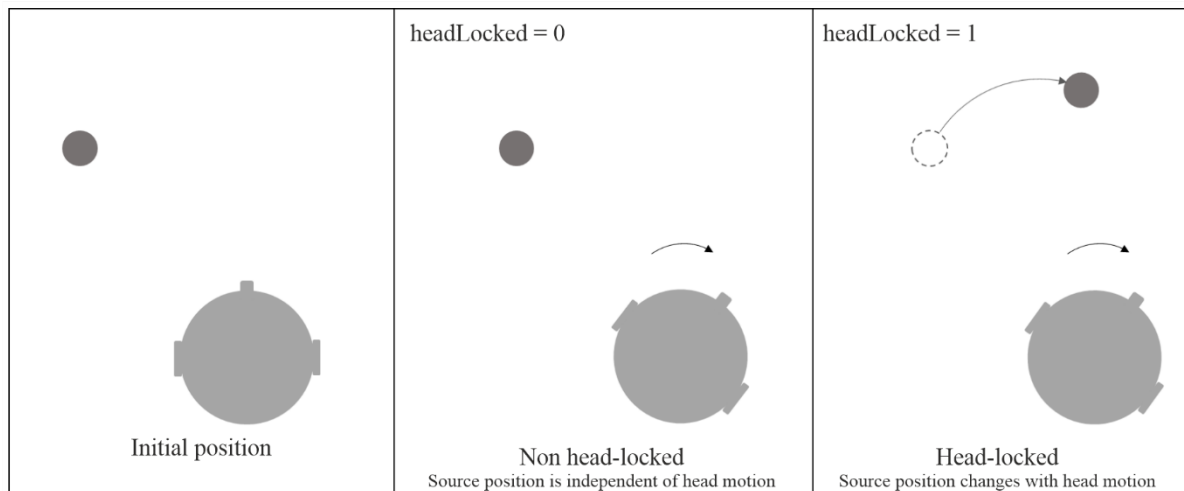 Initial position
headLocked = 0
Non head-locked
Source position is independent of head motion
headLocked = 1
Head-locked
Source position changes with head motion